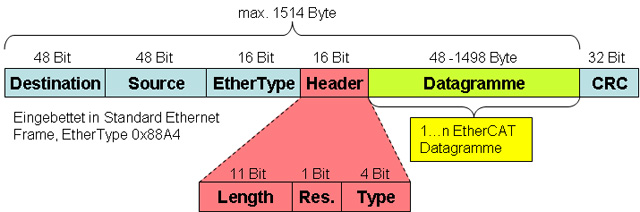 max. 1514 Byte
48 Bit 48 Bit 16 Bit 16 Bit 48 -1498 Byte 32 Bit
Destination Source EtherType Header Datagramme CRC
Eingebettet in Standard Ethernet
Frame, EtherType 0x88A4
1…n EtherCAT
Datagramme
11 Bit 1 Bit 4 Bit
Length Res. Type